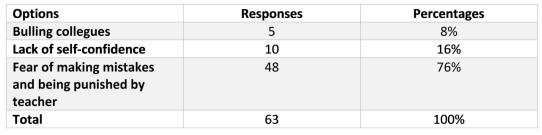 Options Responses Percentages
Bulling collegues 5 8%
Lack of self-confidence 10 16%
Fear of making mistakes 48 76%
and being punished by
teacher
Total 63 100%